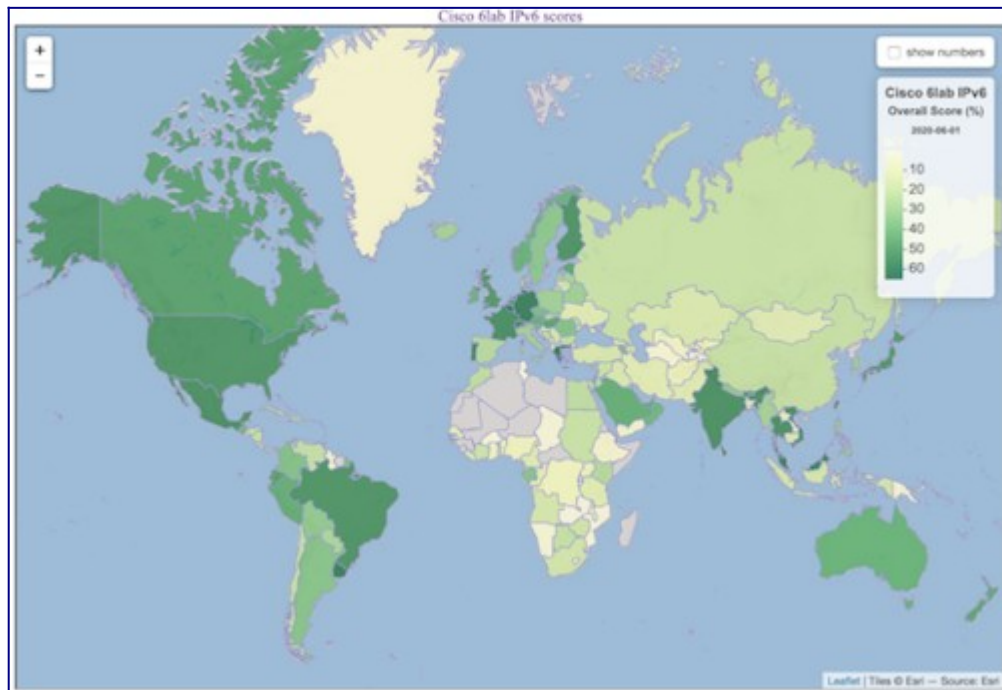 Cisco 6lab IPv6 scores
+
−
show numbers
Cisco 6lab IPv6
Overall Score (%)
2020-06-01
10
20
30
40
50
60
Leaflet | Tiles © Esri — Source: Esri